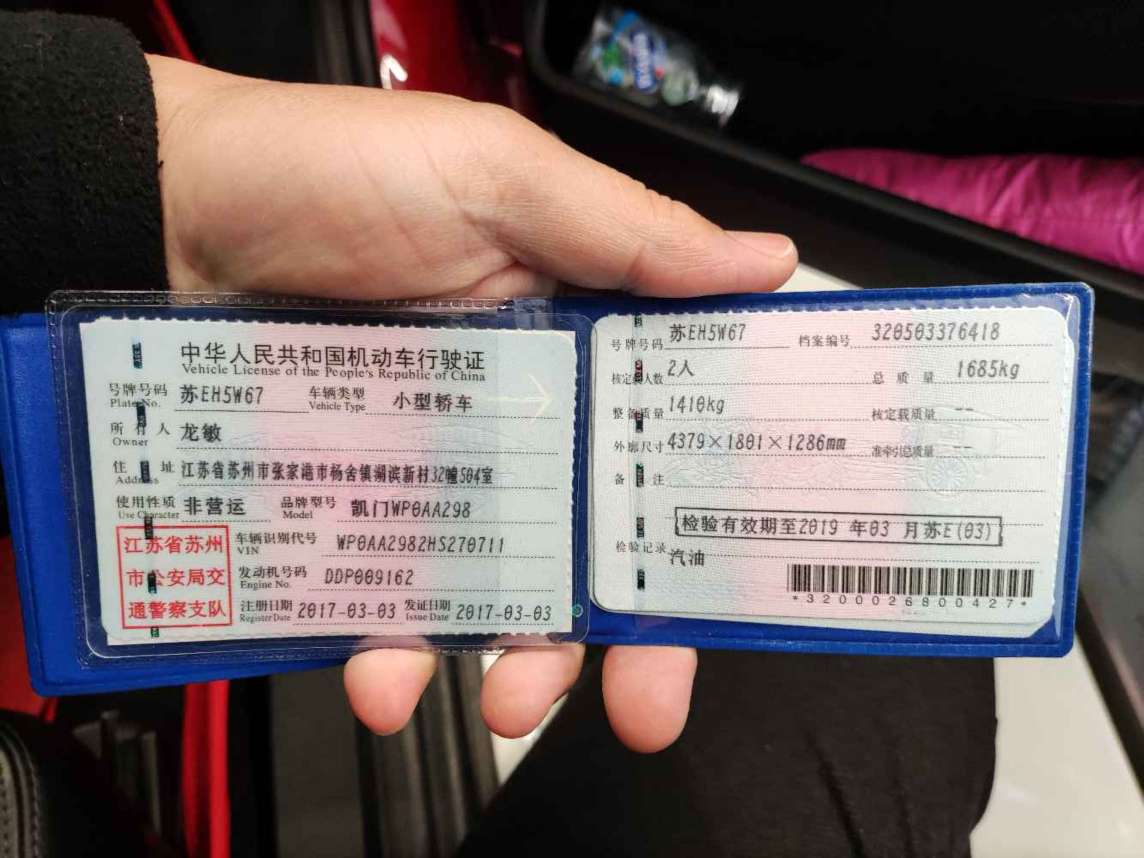 中华人民共和国机动车行驶证
Vehicle License of the People's Republic of China
号牌号码 苏EH5W67 车辆类型 小型轿车
Plate No. Vehicle Type
所有人 龙敏
Owner
住址 江苏省苏州市张家港市杨舍镇湖滨新村32幢504室
Address
使用性质 非营运 品牌型号 凯门WP0AA298
Use Character Model
江苏省苏州
市公安局交
通警察支队
车辆识别代号 WP0AA2982HS270711
VIN
发动机号码 DDP009162
Engine No.
注册日期 2017-03-03 发证日期 2017-03-03
Register Date Issue Date
号牌号码 苏EH5W67 档案编号 320503376418
核定载人数 2人 总质量 1685kg
整备质量 1410kg 核定载质量 --
外廓尺寸 4379×1801×1286mm 准牵引总质量 --
备注
检验有效期至2019年03月苏E(03)
检验记录 汽油
*3200026800427*